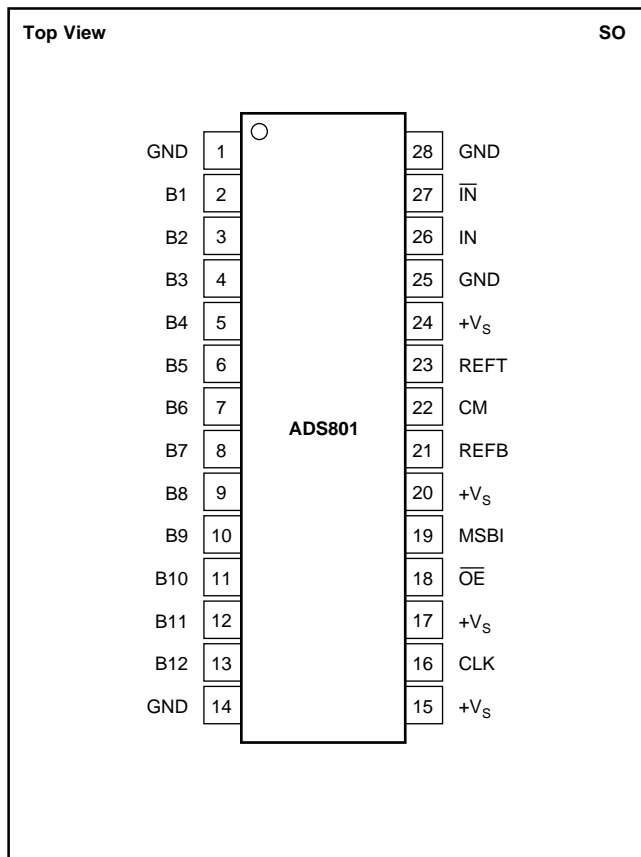 Top View SO
GND 1 28 GND
B1 2 27 I̅N̅
B2 3 26 IN
B3 4 25 GND
B4 5 24 +VS
B5 6 23 REFT
B6 7 22 CM
B7 8 ADS801 21 REFB
B8 9 20 +VS
B9 10 19 MSBI
B10 11 18 O̅E̅
B11 12 17 +VS
B12 13 16 CLK
GND 14 15 +VS